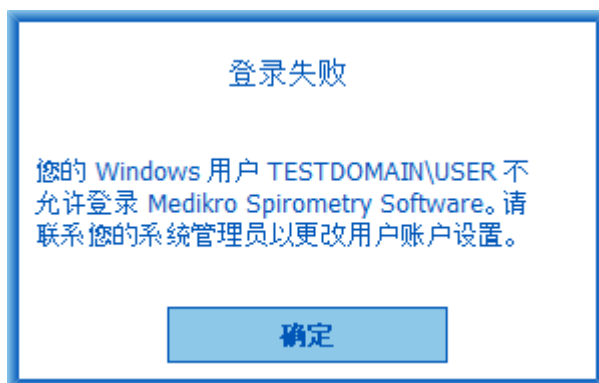 登录失败
您的 Windows 用户 TESTDOMAIN\USER 不
允许登录 Medikro Spirometry Software。请
联系您的系统管理员以更改用户账户设置。
确定